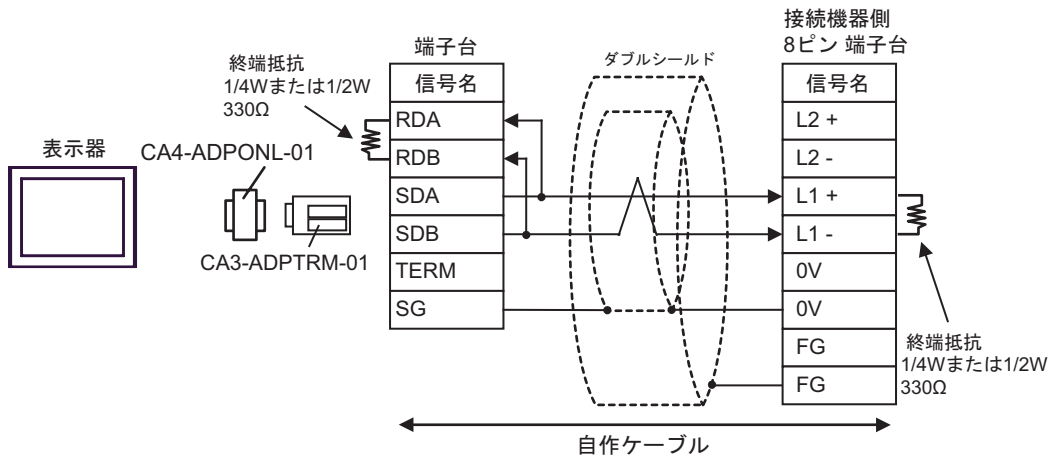 接続機器側
8ピン 端子台
端子台
ダブルシールド
終端抵抗
1/4Wまたは1/2W
330Ω
信号名
信号名
RDA
L2 +
表示器
CA4-ADPONL-01
RDB
L2 -
SDA
L1 +
SDB
L1 -
CA3-ADPTRM-01
TERM
0V
SG
0V
FG
終端抵抗
1/4Wまたは1/2W
330Ω
FG
自作ケーブル